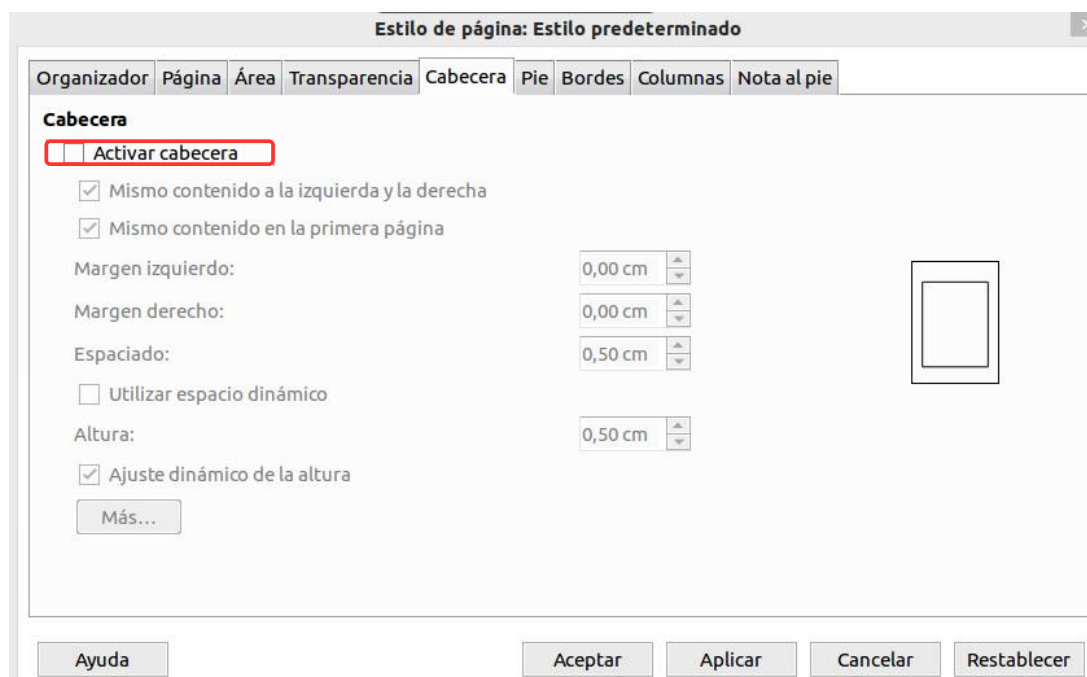 Estilo de página: Estilo predeterminado
Organizador Página Área Transparencia Cabecera Pie Bordes Columnas Nota al pie
Cabecera
Activar cabecera
Mismo contenido a la izquierda y la derecha
Mismo contenido en la primera página
Margen izquierdo: 0,00 cm
Margen derecho: 0,00 cm
Espaciado: 0,50 cm
Utilizar espacio dinámico
Altura: 0,50 cm
Ajuste dinámico de la altura
Más...
Ayuda Aceptar Aplicar Cancelar Restablecer